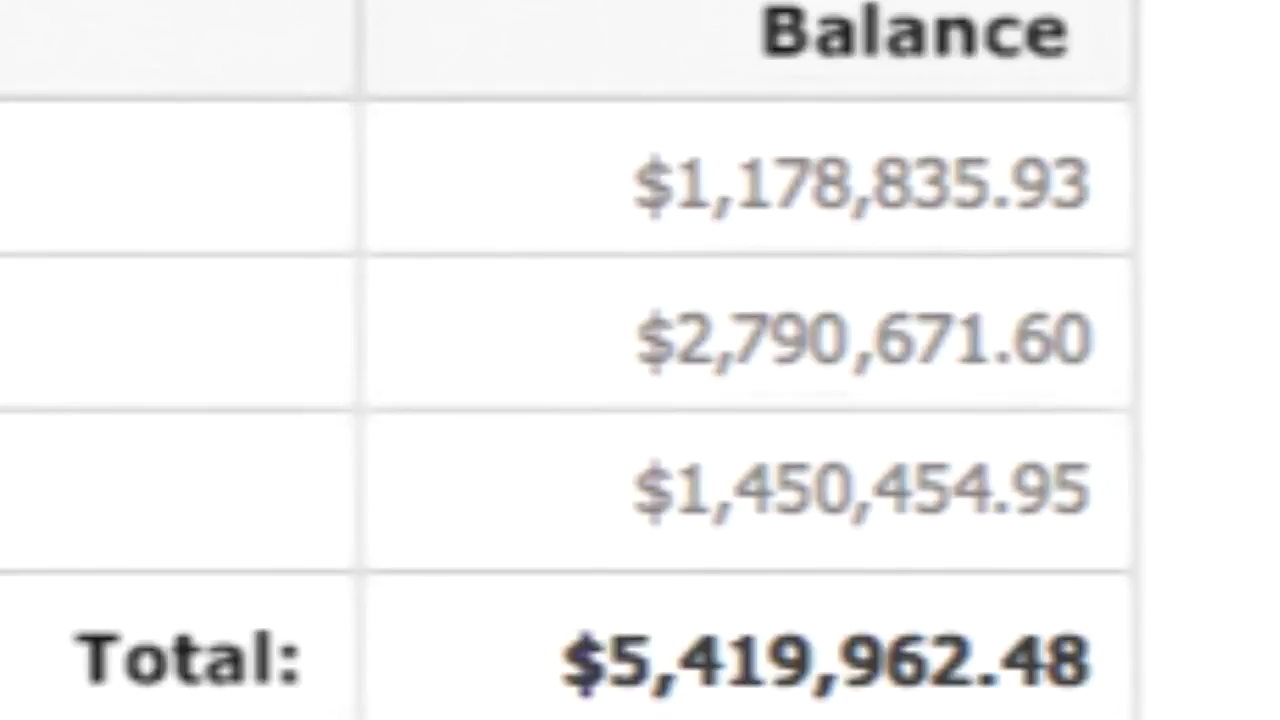 Balance
$1,178,835.93
$2,790,671.60
$1,450,454.95
Total: $5,419,962.48